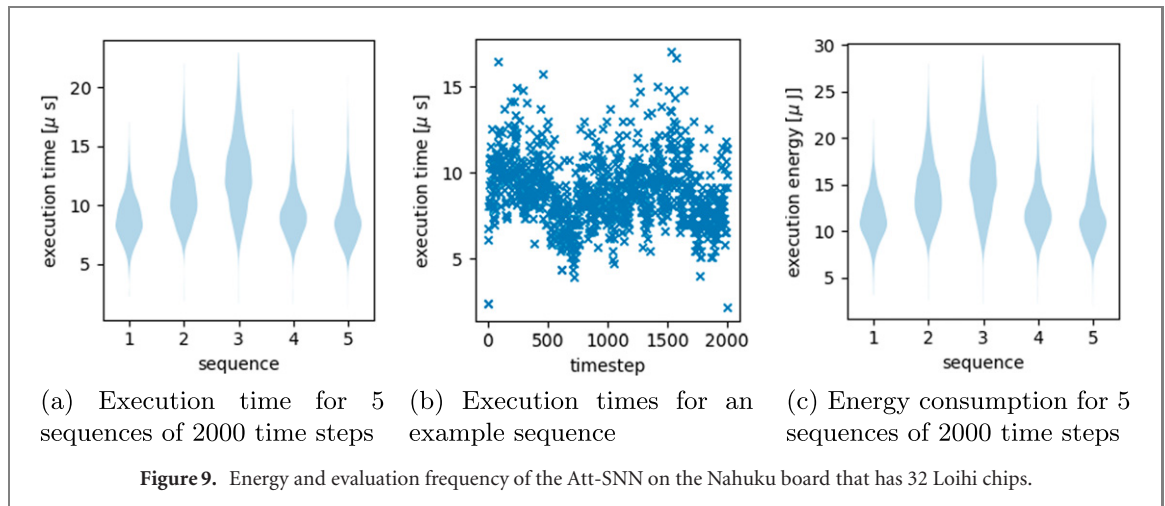 20
15
10
5
execution time [μ s]
1 2 3 4 5
sequence
15
10
5
execution time [μ s]
0 500 1000 1500 2000
timestep
30
25
20
15
10
5
execution energy [μ J]
1 2 3 4 5
sequence
(a) Execution time for 5
sequences of 2000 time steps
(b) Execution times for an
example sequence
(c) Energy consumption for 5
sequences of 2000 time steps
Figure 9. Energy and evaluation frequency of the Att-SNN on the Nahuku board that has 32 Loihi chips.